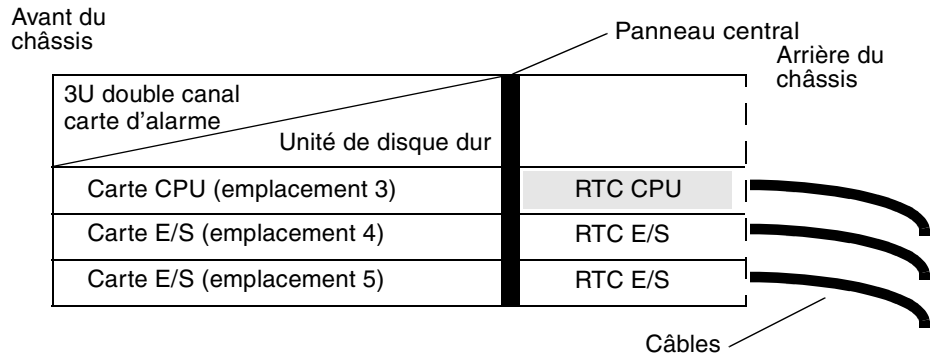 Avant du
châssis
Panneau central
Arrière du
châssis
3U double canal
carte d'alarme
Unité de disque dur
Carte CPU (emplacement 3)
RTC CPU
Carte E/S (emplacement 4)
RTC E/S
Carte E/S (emplacement 5)
RTC E/S
Câbles